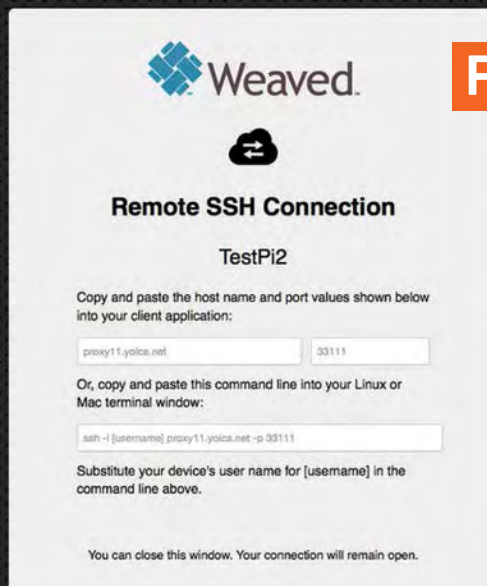 Weaved™
F
Remote SSH Connection
TestPi2
Copy and paste the host name and port values shown below
into your client application:
proxy11.yoics.net 33111
Or, copy and paste this command line into your Linux or
Mac terminal window:
ssh -l [username] proxy11.yoics.net -p 33111
Substitute your device's user name for [username] in the
command line above.
You can close this window. Your connection will remain open.